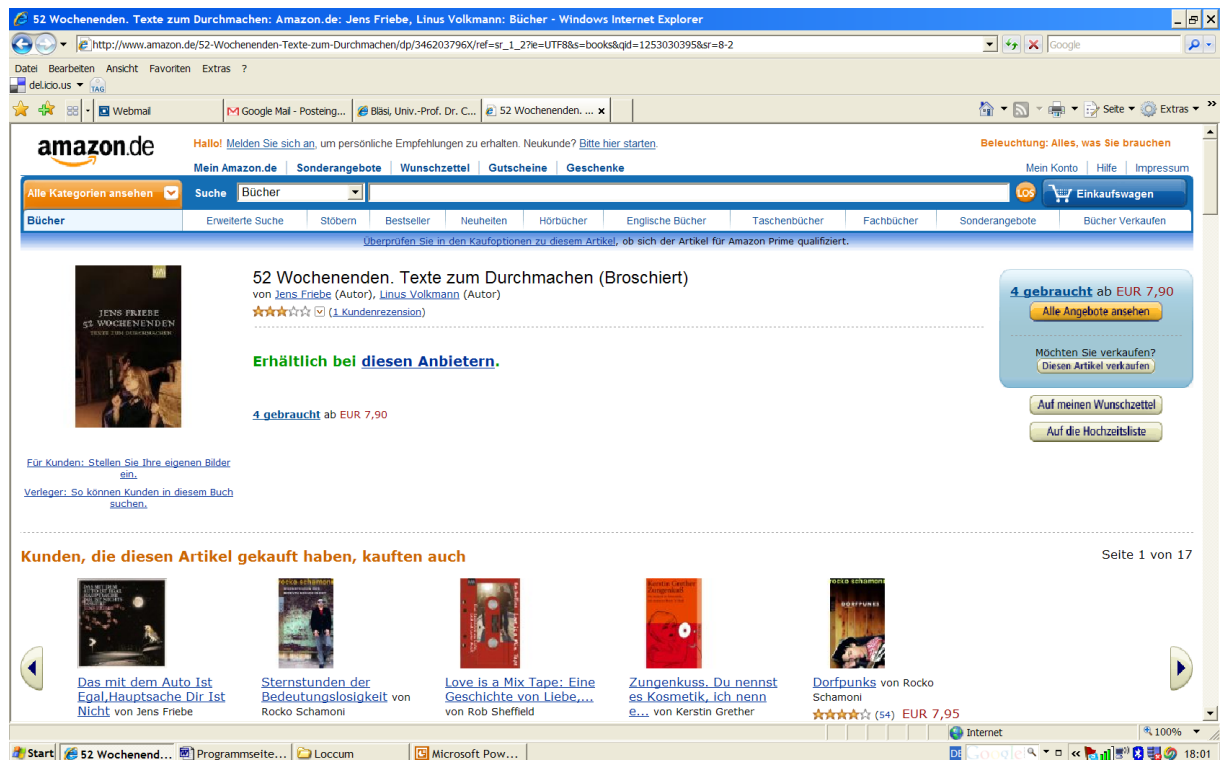 52 Wochenenden. Texte zum Durchmachen: Amazon.de: Jens Friebe, Linus Volkmann: Bücher - Windows Internet Explorer
http://www.amazon.de/52-Wochenenden-Texte-zum-Durchmachen/dp/346203796X/ref=sr_1_2?ie=UTF8&s=books&qid=1253030395&sr=8-2
Google
Datei Bearbeiten Ansicht Favoriten Extras ?
del.icio.us TAG
Webmail Google Mail - Posteing... Bläsi, Univ.-Prof. Dr. C... 52 Wochenenden. ... x Seite Extras »
amazon.de
Hallo! Melden Sie sich an, um persönliche Empfehlungen zu erhalten. Neukunde? Bitte hier starten.
Beleuchtung: Alles, was Sie brauchen
Mein Amazon.de Sonderangebote Wunschzettel Gutscheine Geschenke
Mein Konto Hilfe Impressum
Alle Kategorien ansehen Suche Bücher LOS Einkaufswagen
Bücher Erweiterte Suche Stöbern Bestseller Neuheiten Hörbücher Englische Bücher Taschenbücher Fachbücher Sonderangebote Bücher Verkaufen
Überprüfen Sie in den Kaufoptionen zu diesem Artikel, ob sich der Artikel für Amazon Prime qualifiziert.
JENS FRIEBE
52 WOCHENENDEN
TEXTE ZUM DURCHMACHEN
52 Wochenenden. Texte zum Durchmachen (Broschiert)
von Jens Friebe (Autor), Linus Volkmann (Autor)
(1 Kundenrezension)
Erhältlich bei diesen Anbietern.
4 gebraucht ab EUR 7,90
4 gebraucht ab EUR 7,90
Alle Angebote ansehen
Möchten Sie verkaufen?
Diesen Artikel verkaufen
Auf meinen Wunschzettel
Auf die Hochzeitsliste
Für Kunden: Stellen Sie Ihre eigenen Bilder
ein.
Verleger: So können Kunden in diesem Buch
suchen.
Kunden, die diesen Artikel gekauft haben, kauften auch
Seite 1 von 17
rocko schamoni
Kerstin Grether
Zungenkuß
rocko schamoni
DORFPUNKS
Das mit dem Auto Ist
Egal,Hauptsache Dir Ist
Nicht von Jens Friebe
Sternstunden der
Bedeutungslosigkeit von
Rocko Schamoni
Love is a Mix Tape: Eine
Geschichte von Liebe,...
von Rob Sheffield
Zungenkuss. Du nennst
es Kosmetik, ich nenn
e... von Kerstin Grether
Dorfpunks von Rocko
Schamoni
(54) EUR 7,95
Internet 100%
Start 52 Wochenend... Programmseite... Loccum Microsoft Pow... DE Google « 18:01